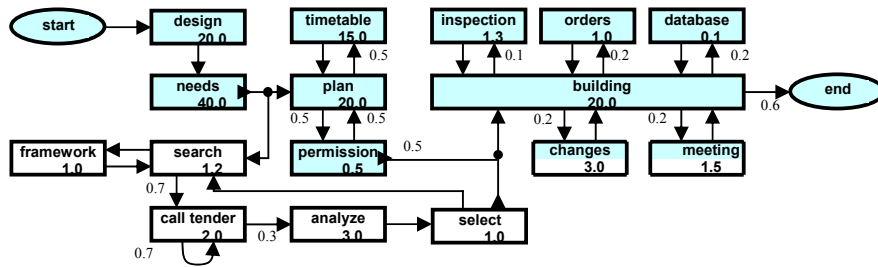 start
design
20.0
timetable
15.0
inspection
1.3
orders
1.0
database
0.1
0.5
0.1
0.2
0.2
needs
40.0
plan
20.0
building
20.0
end
0.6
0.5
0.5
0.2
0.2
framework
1.0
search
1.2
permission
0.5
0.5
changes
3.0
meeting
1.5
0.7
call tender
2.0
0.3
analyze
3.0
select
1.0
0.7